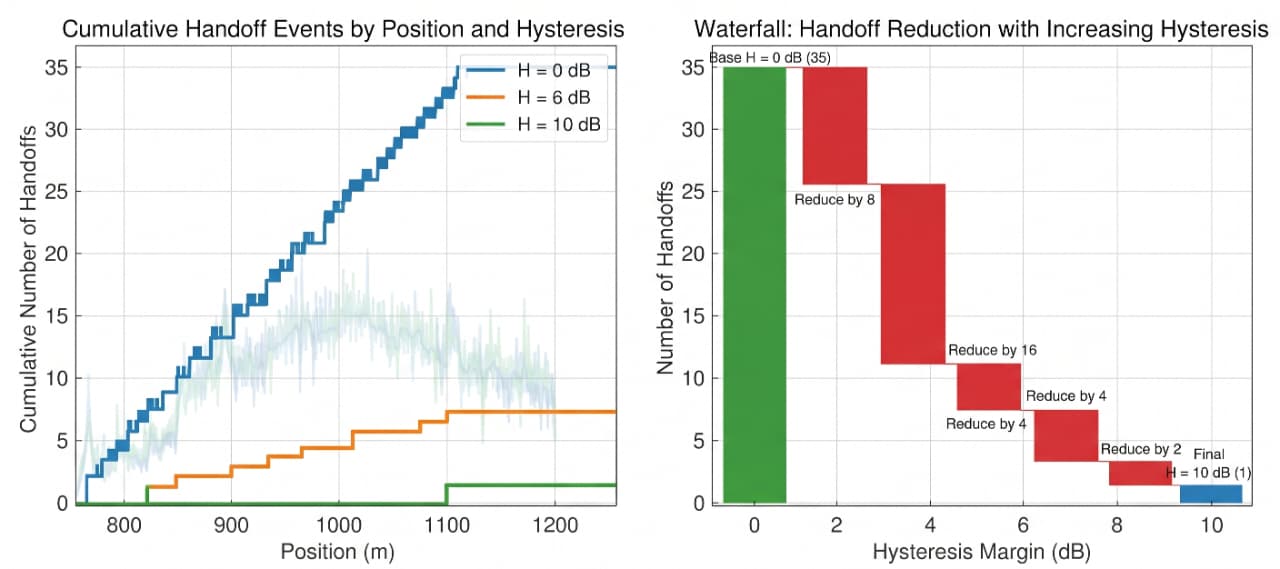 Cumulative Handoff Events by Position and Hysteresis
Cumulative Number of Handoffs
35
30
25
20
15
10
5
0
800
900
1000
1100
1200
Position (m)
H = 0 dB
H = 6 dB
H = 10 dB
Waterfall: Handoff Reduction with Increasing Hysteresis
Number of Handoffs
35
30
25
20
15
10
5
0
Base H = 0 dB (35)
Reduce by 8
Reduce by 16
Reduce by 4
Reduce by 4
Reduce by 2
Final
H = 10 dB (1)
0
2
4
6
8
10
Hysteresis Margin (dB)